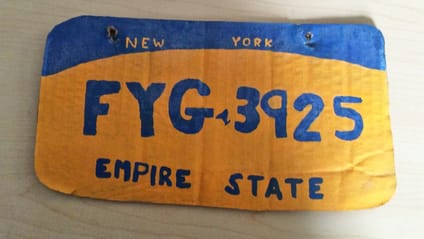 NEW YORK
FYG 3925
EMPIRE STATE